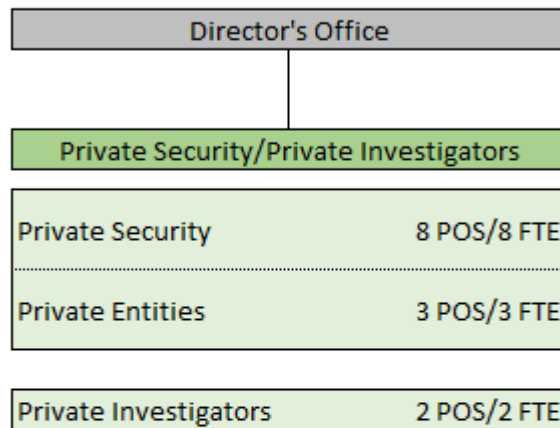 Director's Office
Private Security/Private Investigators
Private Security 8 POS/8 FTE
Private Entities 3 POS/3 FTE
Private Investigators 2 POS/2 FTE